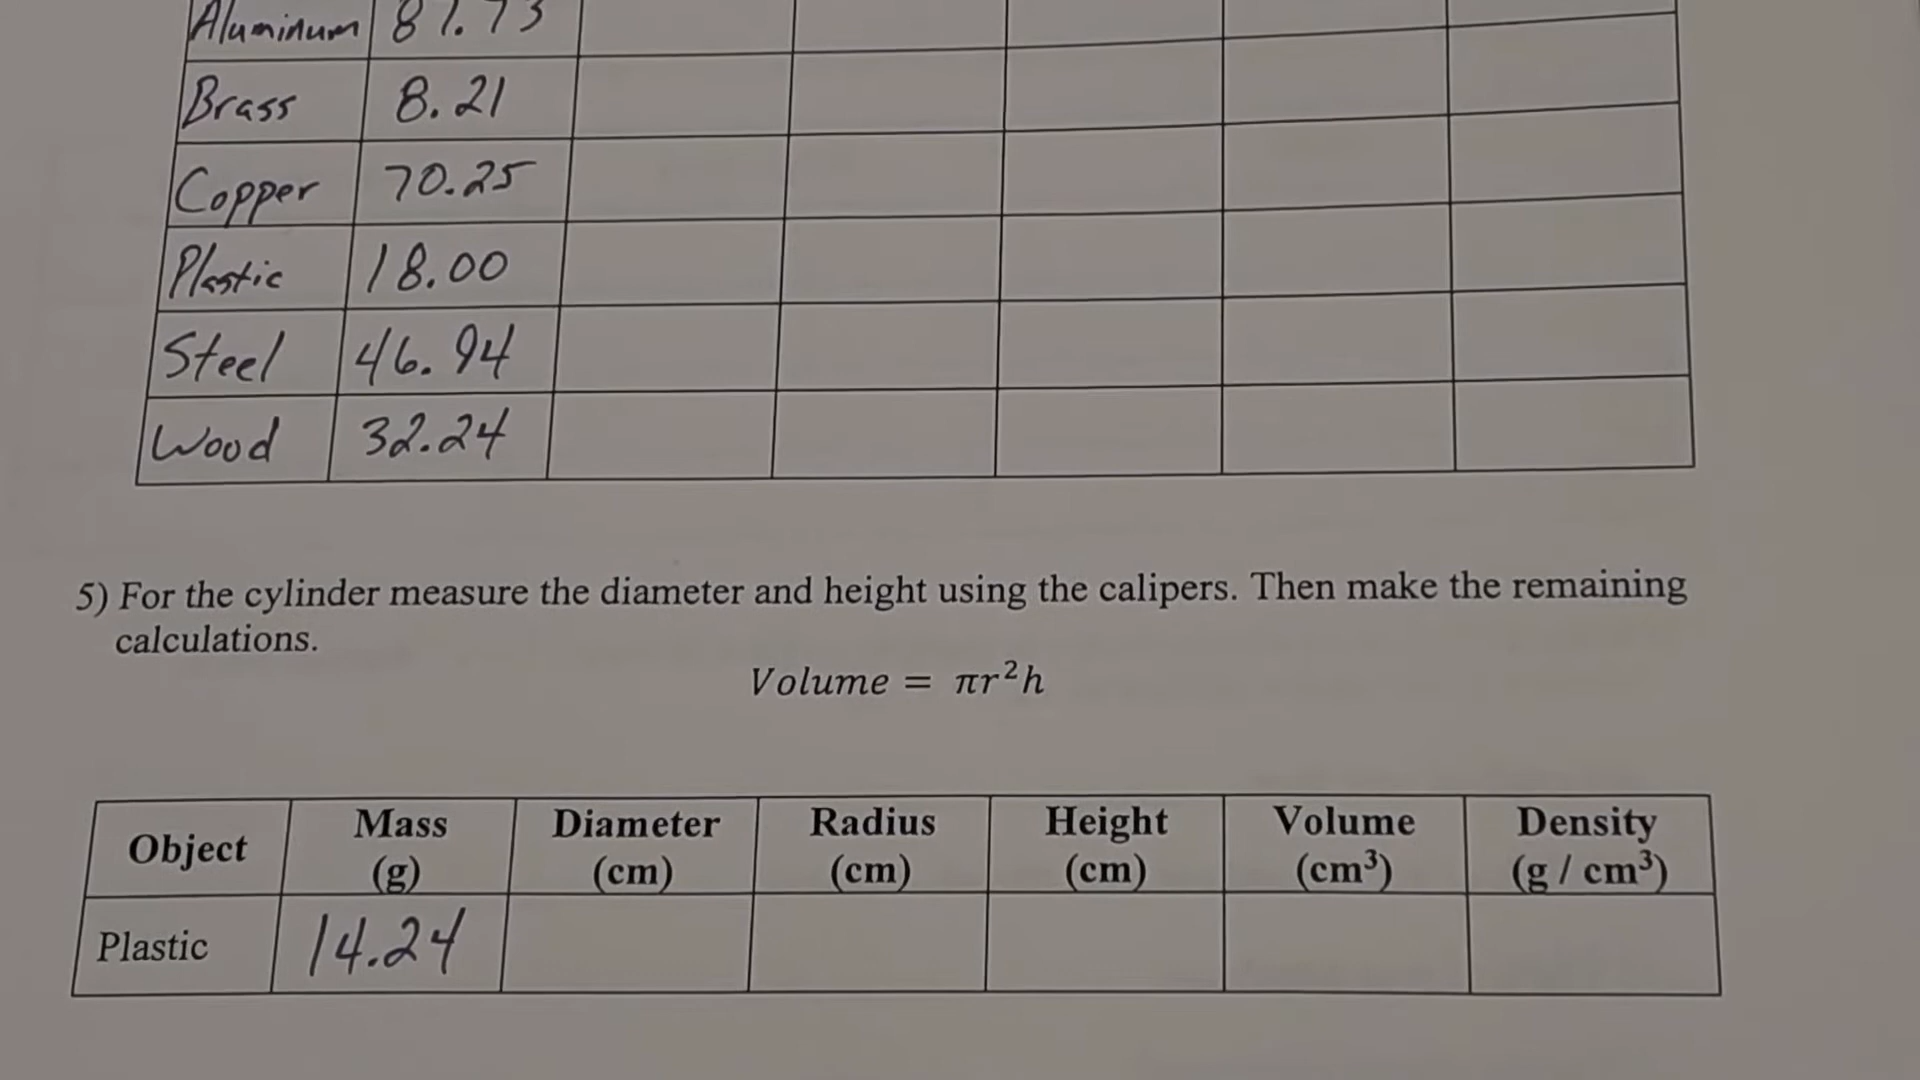 Aluminum 87.73
Brass 8.21
Copper 70.25
Plastic 18.00
Steel 46.94
Wood 32.24
5) For the cylinder measure the diameter and height using the calipers. Then make the remaining
calculations.
Volume = πr²h
Object Mass (g) Diameter (cm) Radius (cm) Height (cm) Volume (cm³) Density (g / cm³)
Plastic 14.24